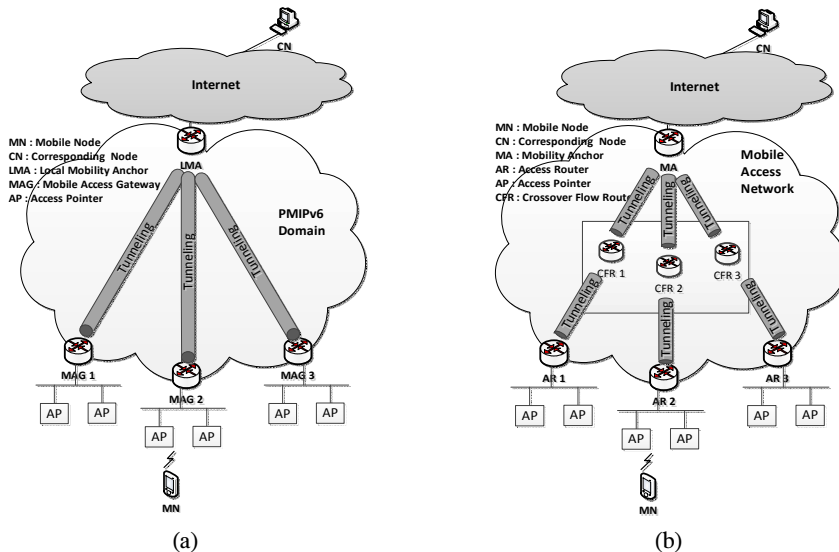 CN
Internet
MN : Mobile Node
CN : Corresponding Node
LMA : Local Mobility Anchor
MAG : Mobile Access Gateway
AP : Access Pointer
LMA
PMIPv6
Domain
Tunneling
Tunneling
Tunneling
MAG 1
MAG 2
MAG 3
AP
AP
AP
AP
AP
AP
MN
(a)
CN
Internet
MN : Mobile Node
CN : Corresponding Node
MA : Mobility Anchor
AR : Access Router
AP : Access Pointer
CFR : Crossover Flow Route
MA
Mobile
Access
Network
Tunneling
Tunneling
Tunneling
CFR 1
CFR 2
CFR 3
Tunneling
Tunneling
Tunneling
AR 1
AR 2
AR 3
AP
AP
AP
AP
AP
AP
MN
(b)